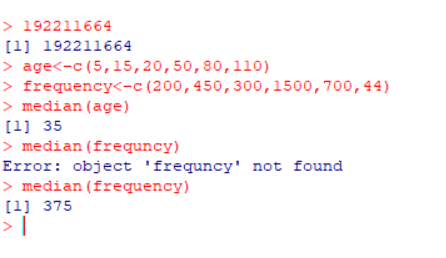 > 192211664
[1] 192211664
> age<-c(5,15,20,50,80,110)
> frequency<-c(200,450,300,1500,700,44)
> median(age)
[1] 35
> median(frequncy)
Error: object 'frequncy' not found
> median(frequency)
[1] 375
>